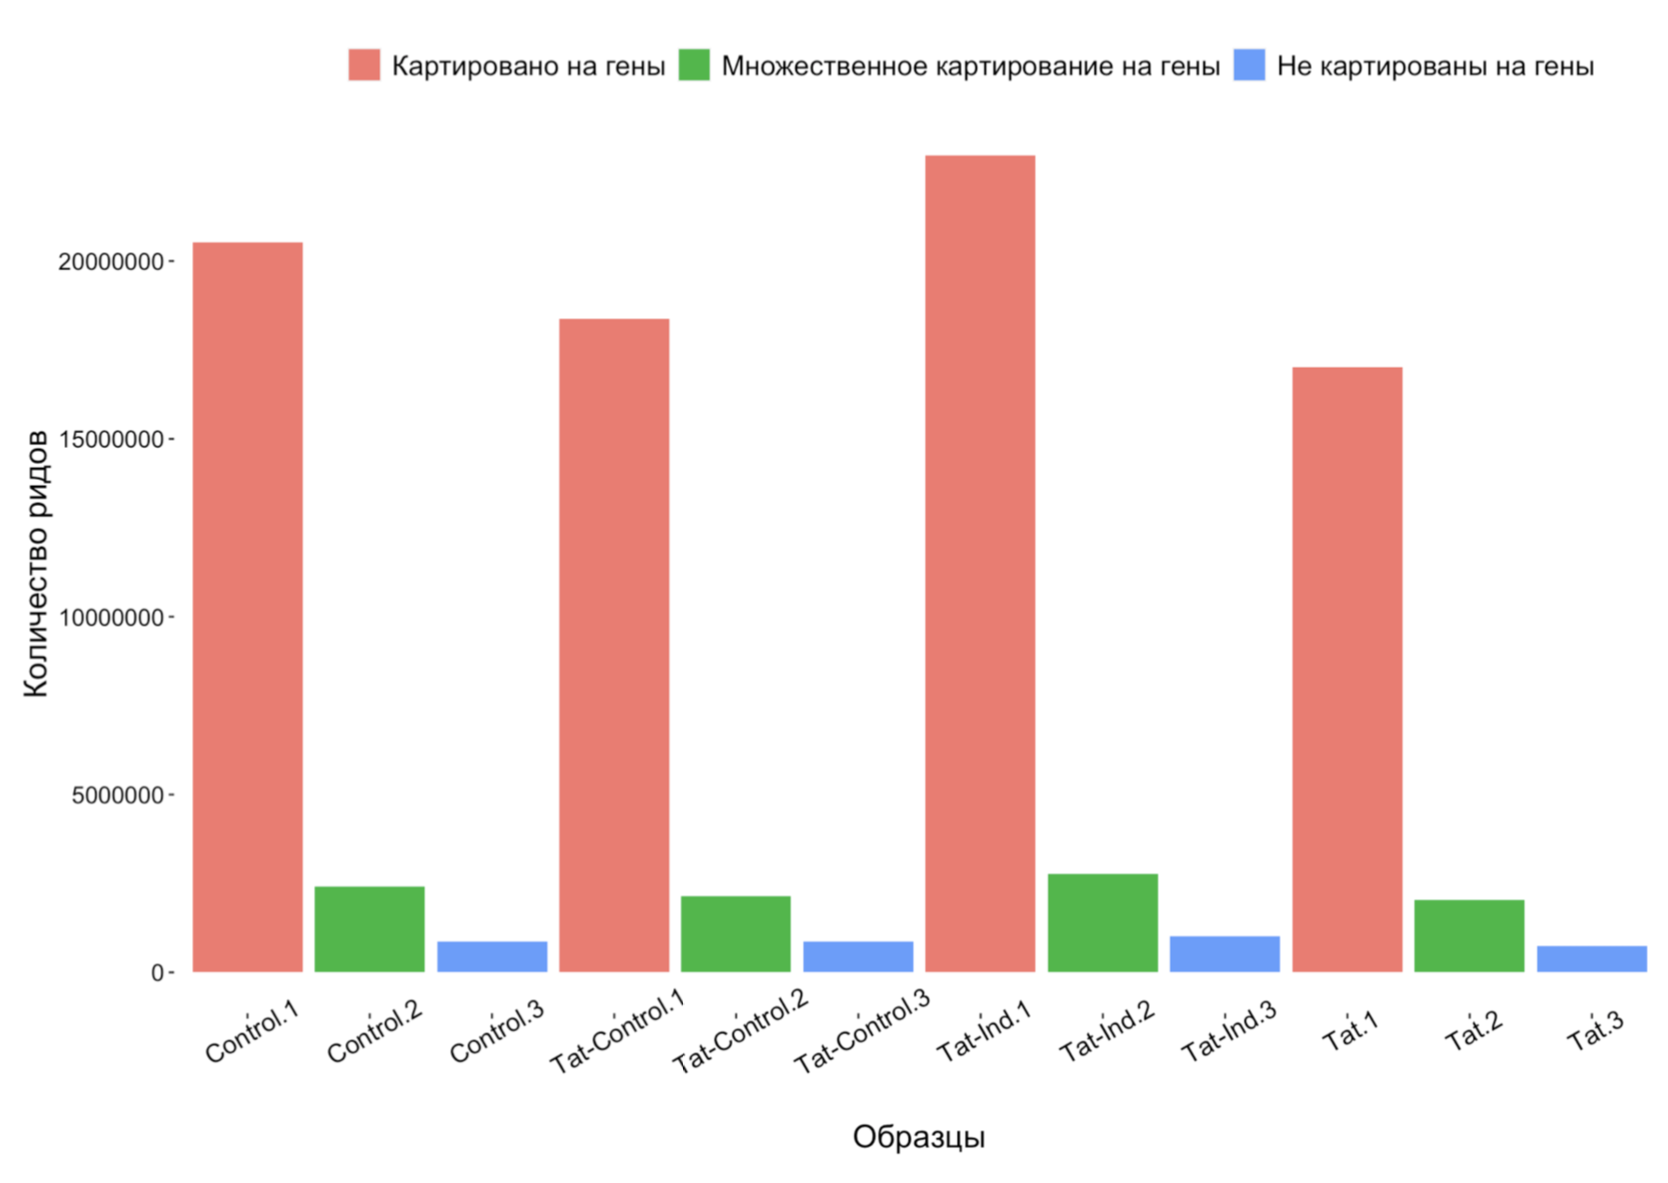 Картировано на гены Множественное картирование на гены Не картированы на гены
Количество ридов
20000000
15000000
10000000
5000000
0
Control.1 Control.2 Control.3 Tat-Control.1 Tat-Control.2 Tat-Control.3 Tat-Ind.1 Tat-Ind.2 Tat-Ind.3 Tat.1 Tat.2 Tat.3
Образцы